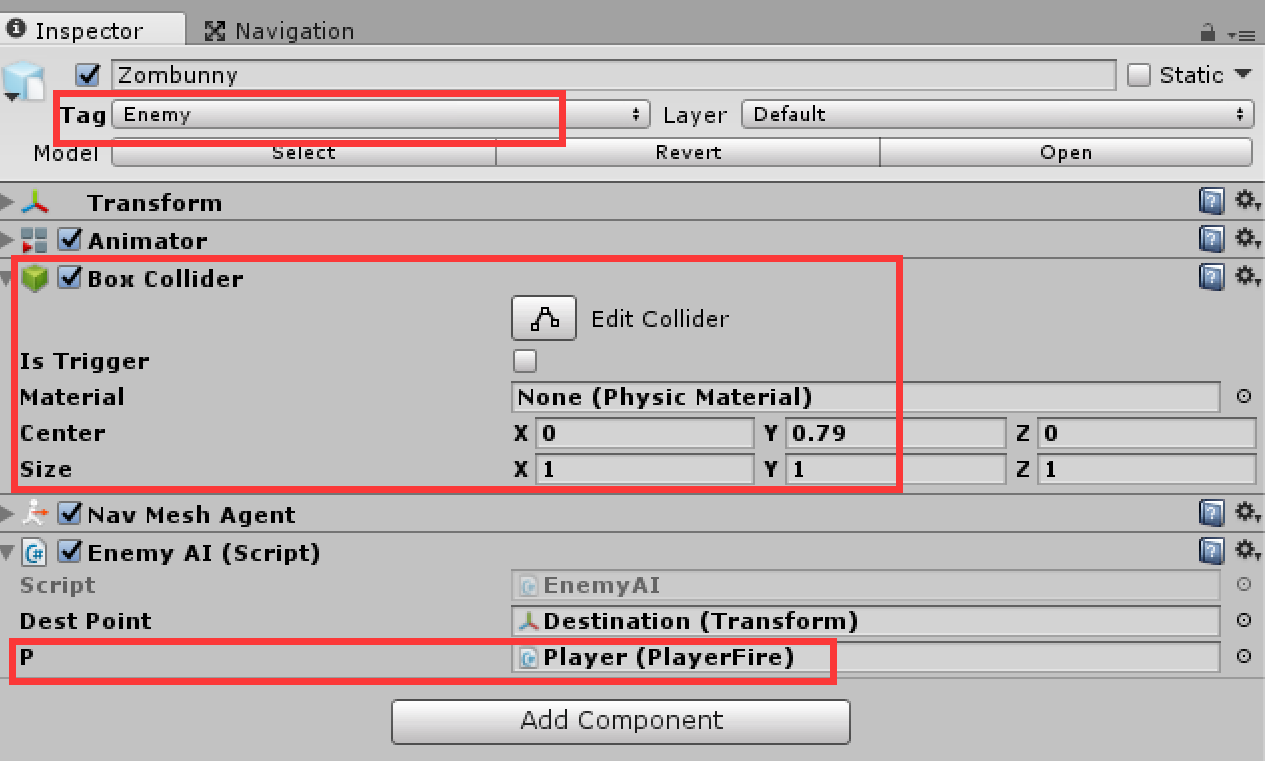 Inspector Navigation
Zombunny Static
Tag Enemy Layer Default
Model Select Revert Open
Transform
Animator
Box Collider
Edit Collider
Is Trigger
Material None (Physic Material)
Center X 0 Y 0.79 Z 0
Size X 1 Y 1 Z 1
Nav Mesh Agent
Enemy AI (Script)
Script EnemyAI
Dest Point Destination (Transform)
P Player (PlayerFire)
Add Component